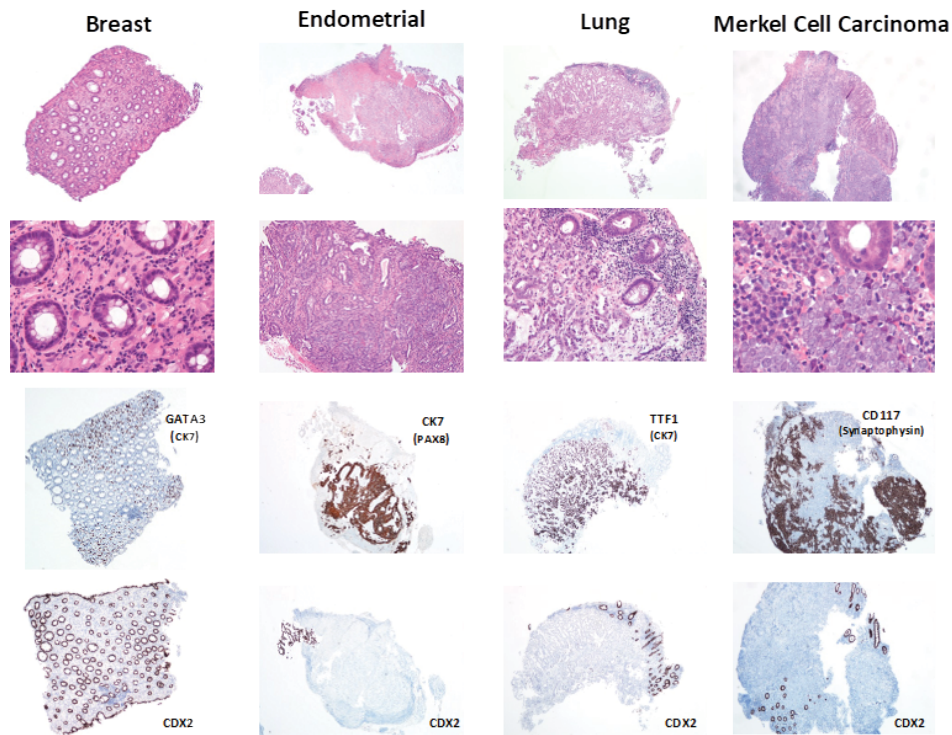 Breast
Endometrial
Lung
Merkel Cell Carcinoma
GATA3
(CK7)
CK7
(PAX8)
TTF1
(CK7)
CD117
(Synaptophysin)
CDX2
CDX2
CDX2
CDX2